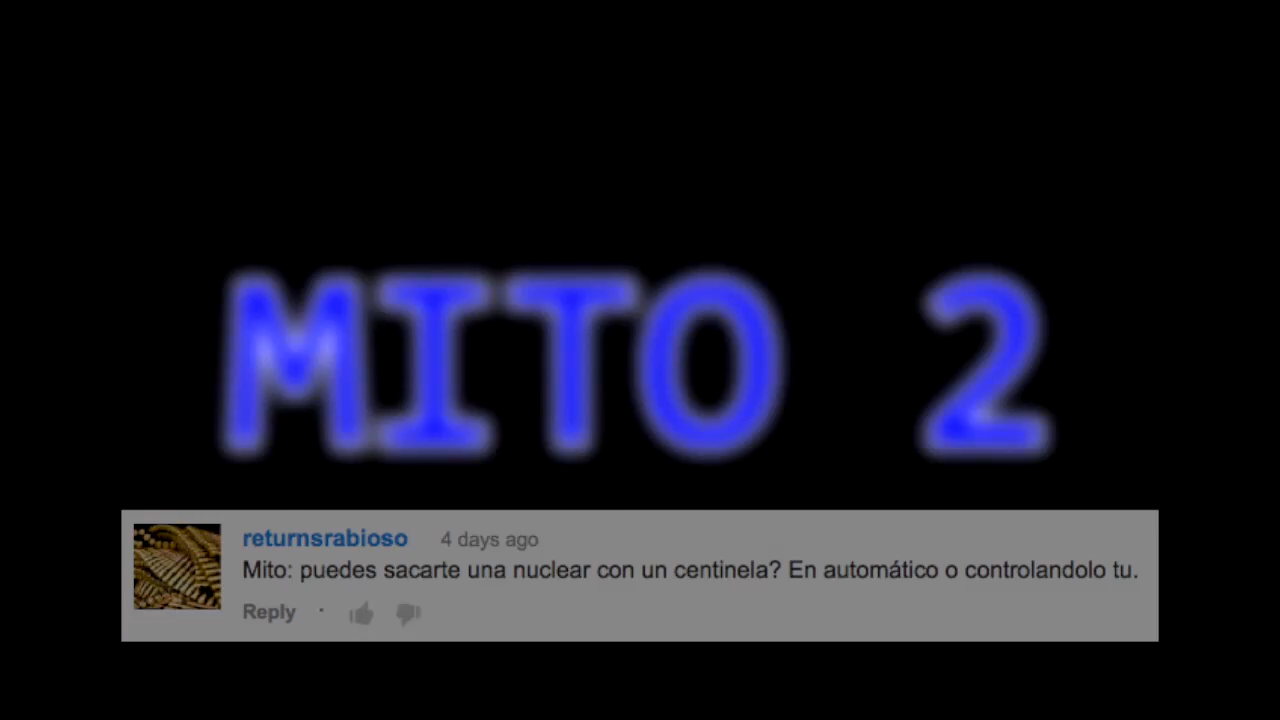 MITO 2
returnsrabioso 4 days ago
Mito: puedes sacarte una nuclear con un centinela? En automático o controlandolo tu.
Reply ·